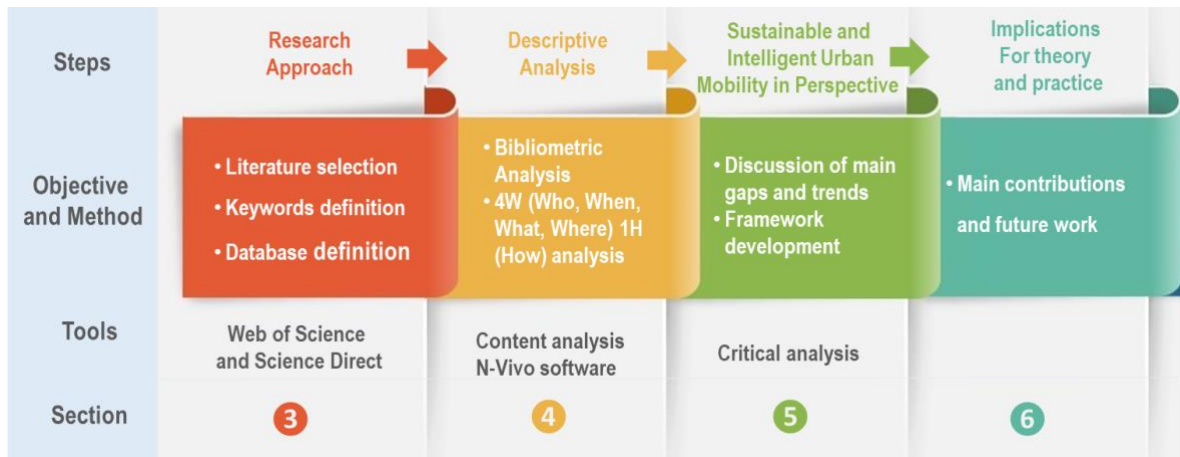 Steps
Research
Approach
Descriptive
Analysis
Sustainable and
Intelligent Urban
Mobility in Perspective
Implications
For theory
and practice
Objective
and Method
• Literature selection
• Keywords definition
• Database definition
• Bibliometric
Analysis
• 4W (Who, When,
What, Where) 1H
(How) analysis
• Discussion of main
gaps and trends
• Framework
development
• Main contributions
and future work
Tools
Web of Science
and Science Direct
Content analysis
N-Vivo software
Critical analysis
Section
3
4
5
6